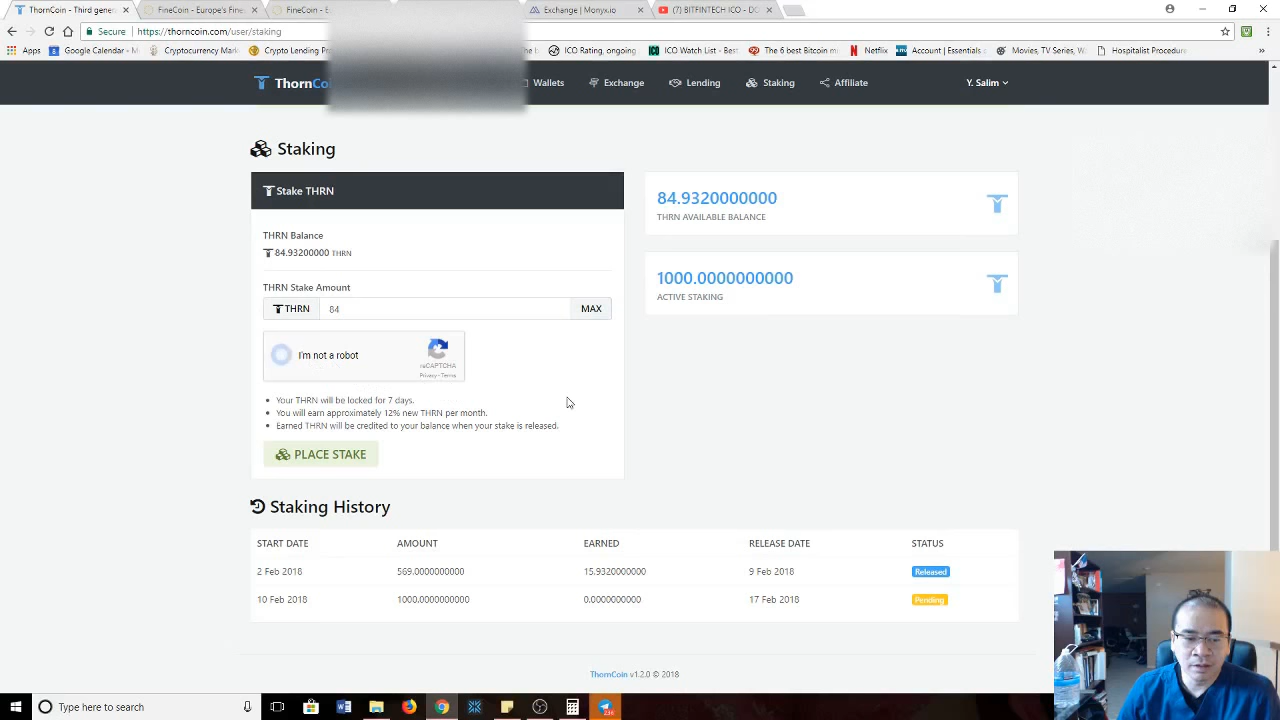 ThornCoin - Third gener
FineCoin - Europe's Fine
FineCoin - E
Exchange | Monyx.io
(7) BITFINTECH ICO - DO
Secure | https://thorncoin.com/user/staking
Apps
Google Calendar - M
Cryptocurrency Mark
Crypto Lending Pro
ICO Rating, ongoing
ICO Watch List - Best
The 6 best Bitcoin m
Netflix
Account | Essentials
Movies, TV Series, W
Hospitalist Procedure
ThornCo
Wallets
Exchange
Lending
Staking
Affiliate
Y. Salim
Staking
Stake THRN
THRN Balance
84.93200000 THRN
THRN Stake Amount
THRN 84 MAX
I'm not a robot
reCAPTCHA
Privacy - Terms
Your THRN will be locked for 7 days.
You will earn approximately 12% new THRN per month.
Earned THRN will be credited to your balance when your stake is released.
PLACE STAKE
84.9320000000
THRN AVAILABLE BALANCE
1000.0000000000
ACTIVE STAKING
Staking History
START DATE AMOUNT EARNED RELEASE DATE STATUS
2 Feb 2018 569.0000000000 15.9320000000 9 Feb 2018 Released
10 Feb 2018 1000.0000000000 0.0000000000 17 Feb 2018 Pending
ThornCoin v1.2.0 © 2018
Type here to search